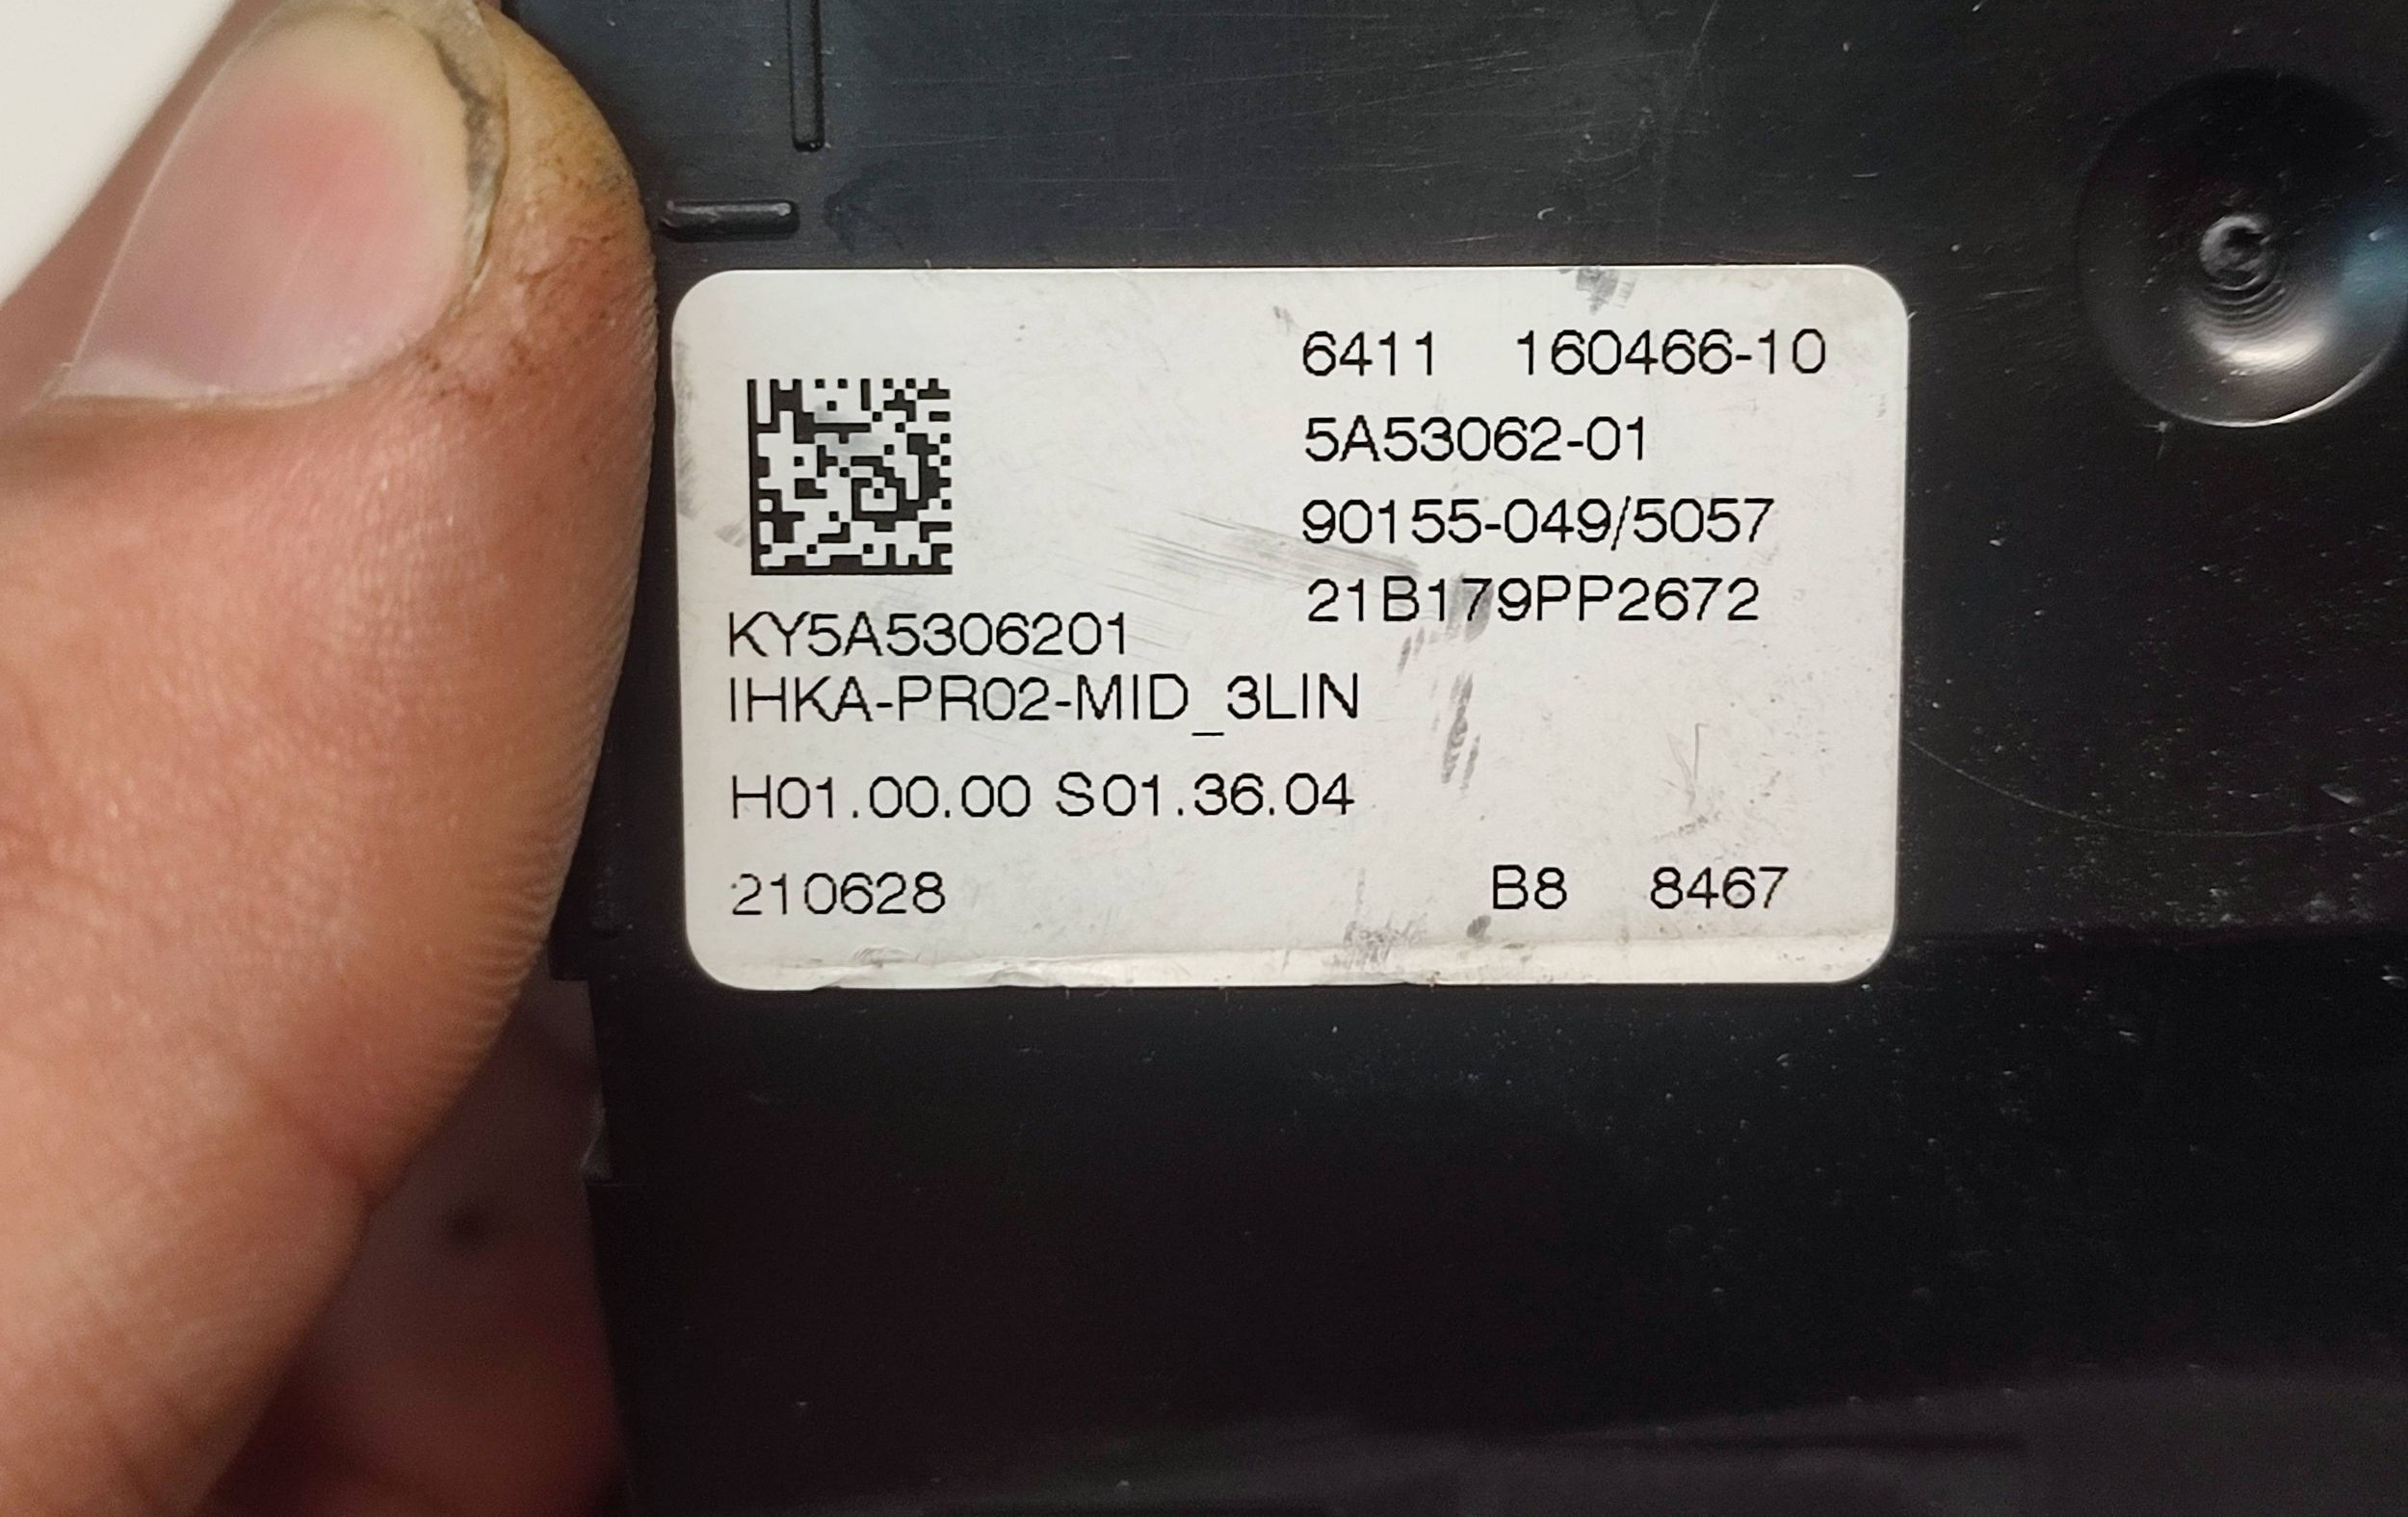 6411 160466-10
5A53062-01
90155-049/5057
21B179PP2672
KY5A5306201
IHKA-PR02-MID_3LIN
H01.00.00 S01.36.04
210628 B8 8467